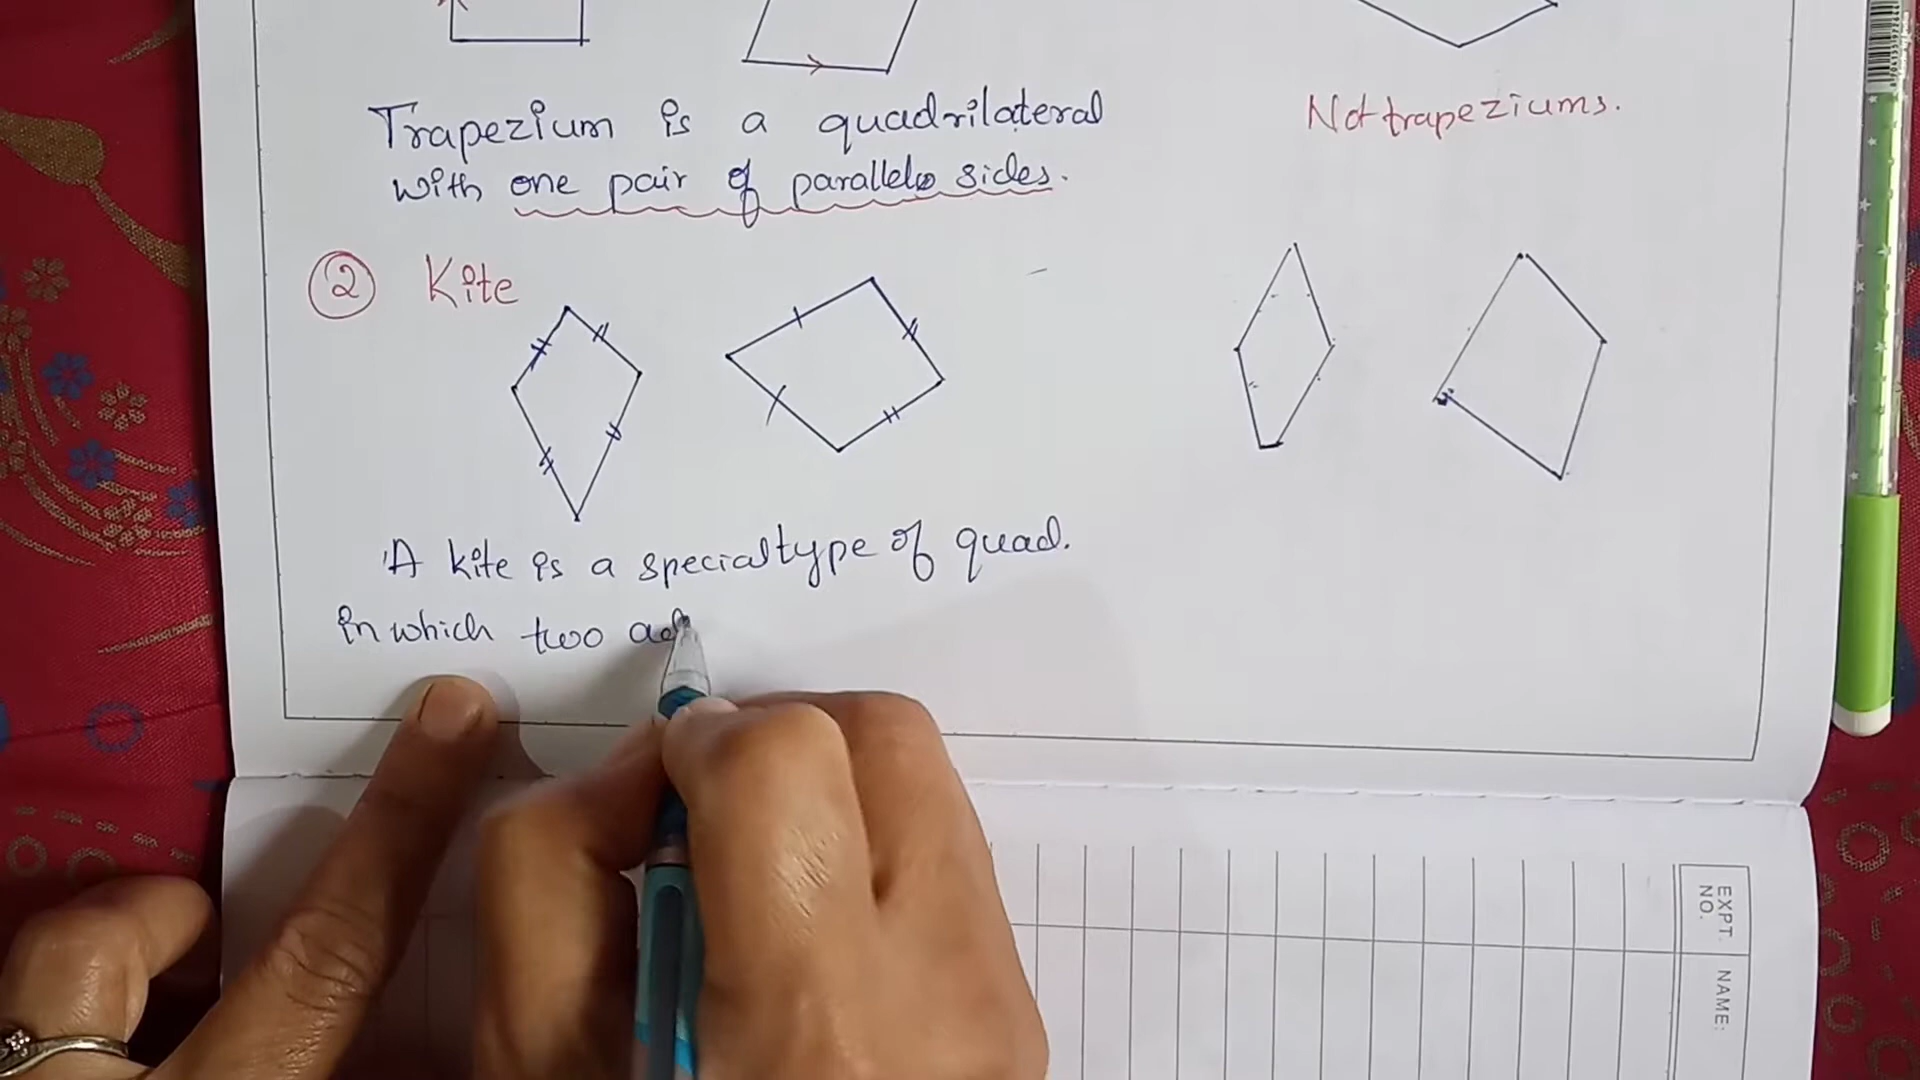 Trapezium is a quadrilateral
with one pair of parallel sides.
Not trapeziums.
2 Kite
A kite is a special type of quad.
in which two ad
EXPT.
NO.
NAME: